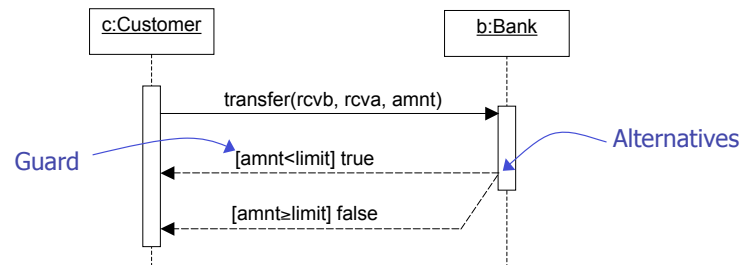 c:Customer
b:Bank
transfer(rcvb, rcva, amnt)
Alternatives
Guard
[amnt<limit] true
[amnt≥limit] false